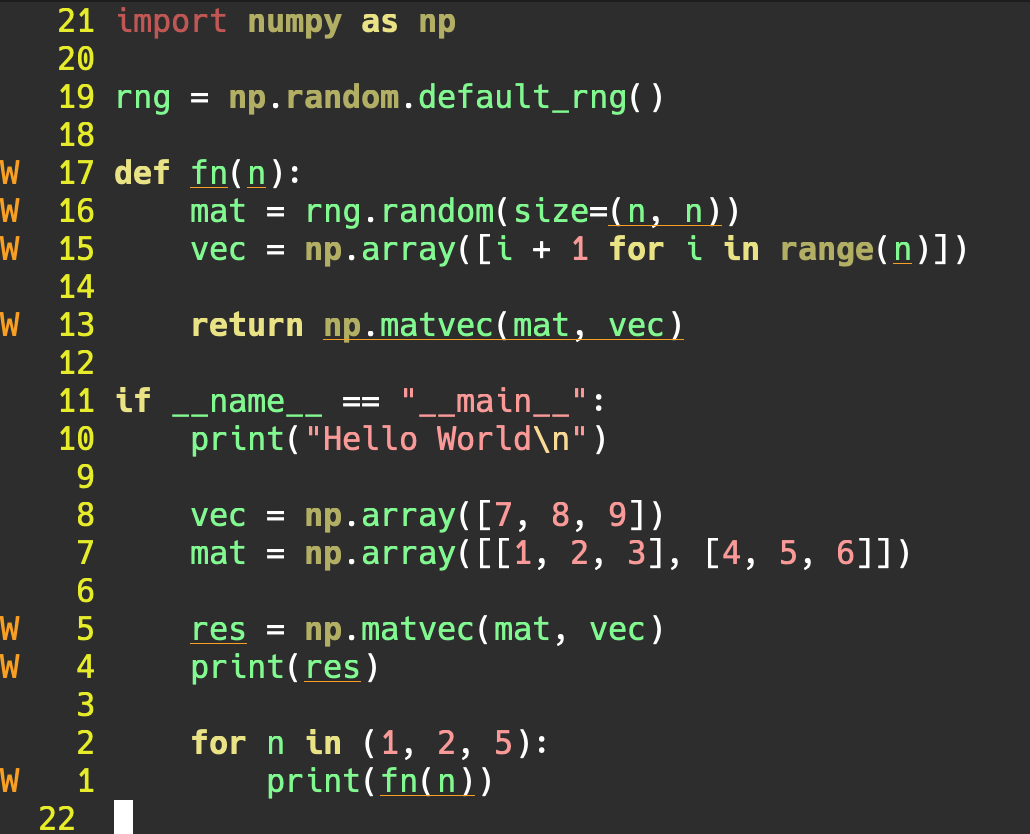 21 import numpy as np
20
19 rng = np.random.default_rng()
18
W 17 def fn(n):
W 16     mat = rng.random(size=(n, n))
W 15     vec = np.array([i + 1 for i in range(n)])
14
W 13     return np.matvec(mat, vec)
12
11 if __name__ == "__main__":
10     print("Hello World\n")
9
8     vec = np.array([7, 8, 9])
7     mat = np.array([[1, 2, 3], [4, 5, 6]])
6
W 5     res = np.matvec(mat, vec)
W 4     print(res)
3
2     for n in (1, 2, 5):
W 1         print(fn(n))
22